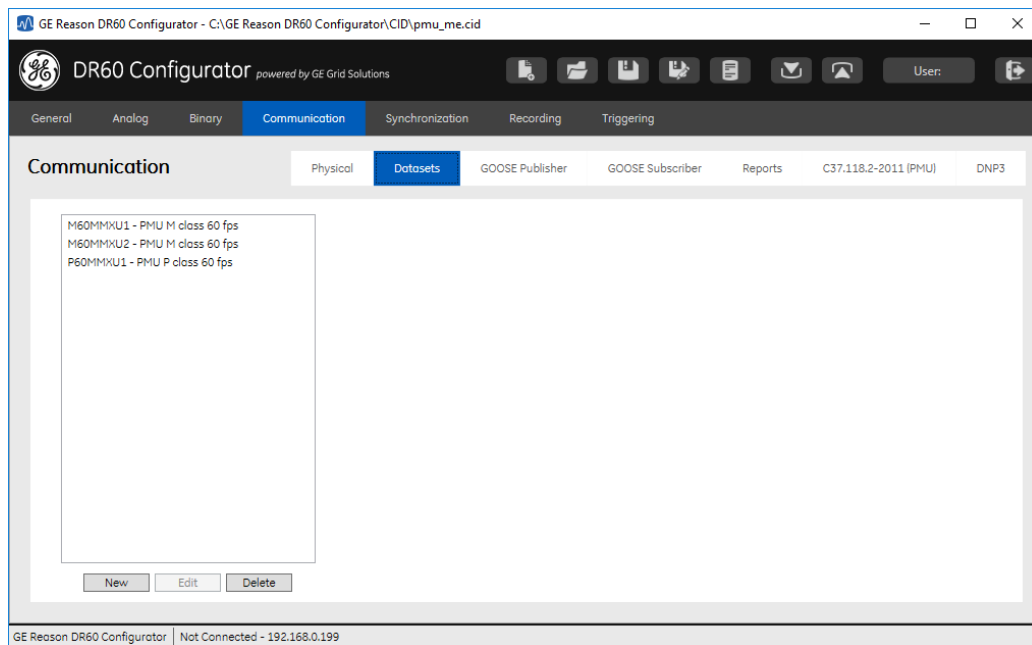 GE Reason DR60 Configurator - C:\GE Reason DR60 Configurator\CID\pmu_me.cid
DR60 Configurator powered by GE Grid Solutions
User:
General Analog Binary Communication Synchronization Recording Triggering
Communication
Physical Datasets GOOSE Publisher GOOSE Subscriber Reports C37.118.2-2011 (PMU) DNP3
M60MMXU1 - PMU M class 60 fps
M60MMXU2 - PMU M class 60 fps
P60MMXU1 - PMU P class 60 fps
New Edit Delete
GE Reason DR60 Configurator Not Connected - 192.168.0.199